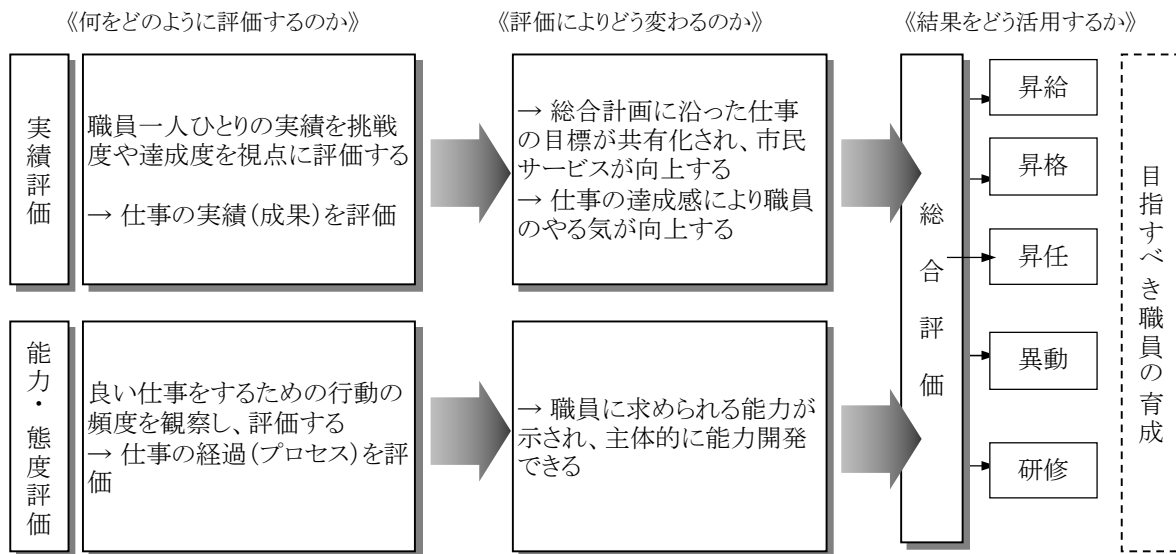 《何をどのように評価するのか》
《評価によりどう変わるのか》
《結果をどう活用するか》
実績評価
職員一人ひとりの実績を挑戦
度や達成度を視点に評価する
→ 仕事の実績(成果)を評価
→ 総合計画に沿った仕事
の目標が共有化され、市民
サービスが向上する
→ 仕事の達成感により職員
のやる気が向上する
能力・態度評価
良い仕事をするための行動の
頻度を観察し、評価する
→ 仕事の経過(プロセス)を評
価
→ 職員に求められる能力が
示され、主体的に能力開発
できる
総合評価
昇給
昇格
昇任
異動
研修
目指すべき職員の育成